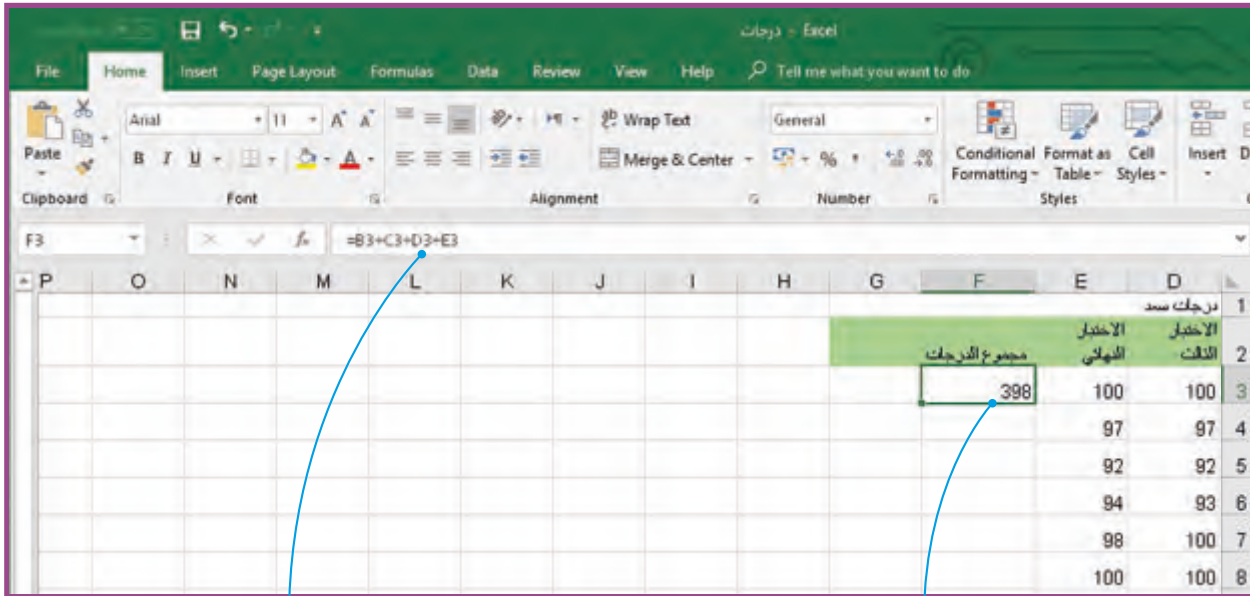 درجات - Excel
File Home Insert Page Layout Formulas Data Review View Help Tell me what you want to do
Arial 11 Wrap Text General
Paste B I U Merge & Center % Conditional Formatting Format as Table Cell Styles Insert
Clipboard Font Alignment Number Styles
F3 fx =B3+C3+D3+E3
P O N M L K J I H G F E D
درجات سعد 1
الاختبار الثالث الاختبار النهائي مجموع الدرجات 2
398 100 100 3
97 97 4
92 92 5
94 93 6
98 100 7
100 100 8